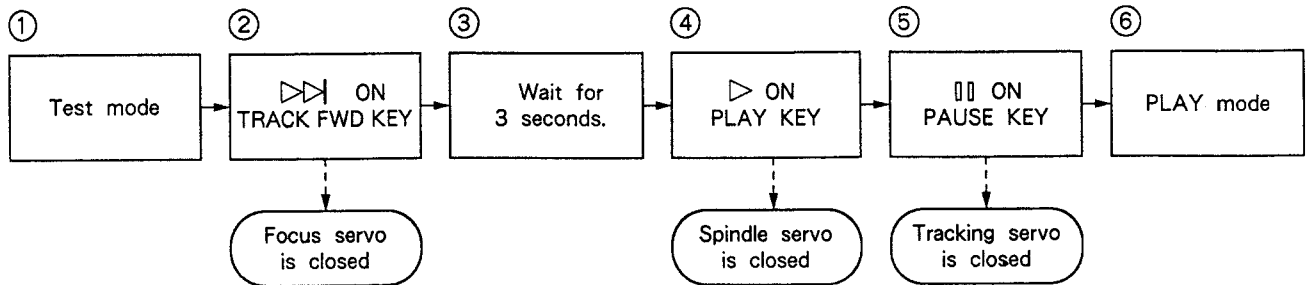 ①
Test mode
②
▷▷| ON
TRACK FWD KEY
Focus servo
is closed
③
Wait for
3 seconds.
④
▷ ON
PLAY KEY
Spindle servo
is closed
⑤
ON
PAUSE KEY
Tracking servo
is closed
⑥
PLAY mode